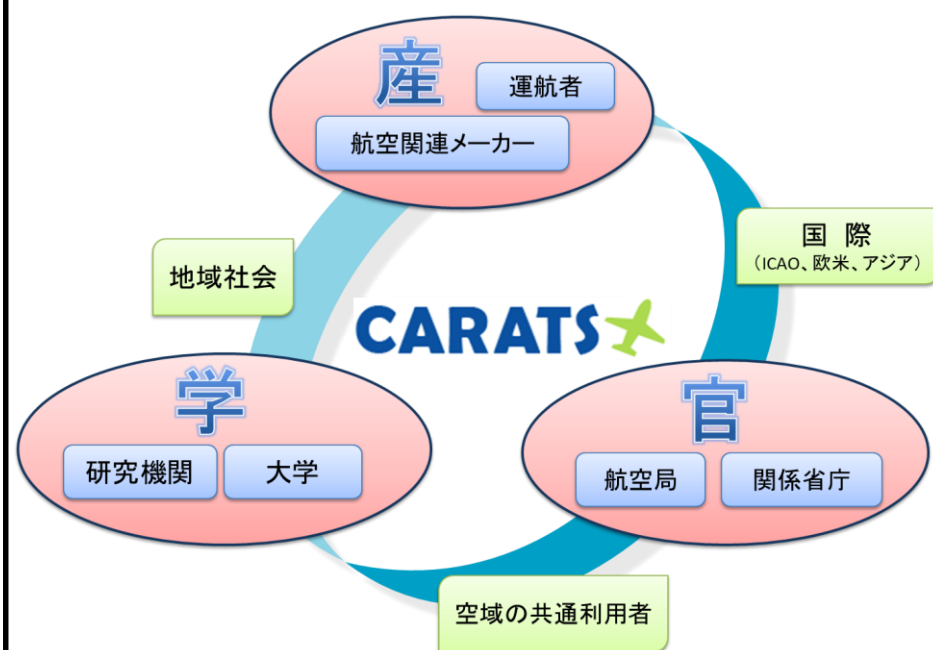 産
運航者
航空関連メーカー
国 際
（ICAO、欧米、アジア）
地域社会
CARATS
学
研究機関
大学
官
航空局
関係省庁
空域の共通利用者